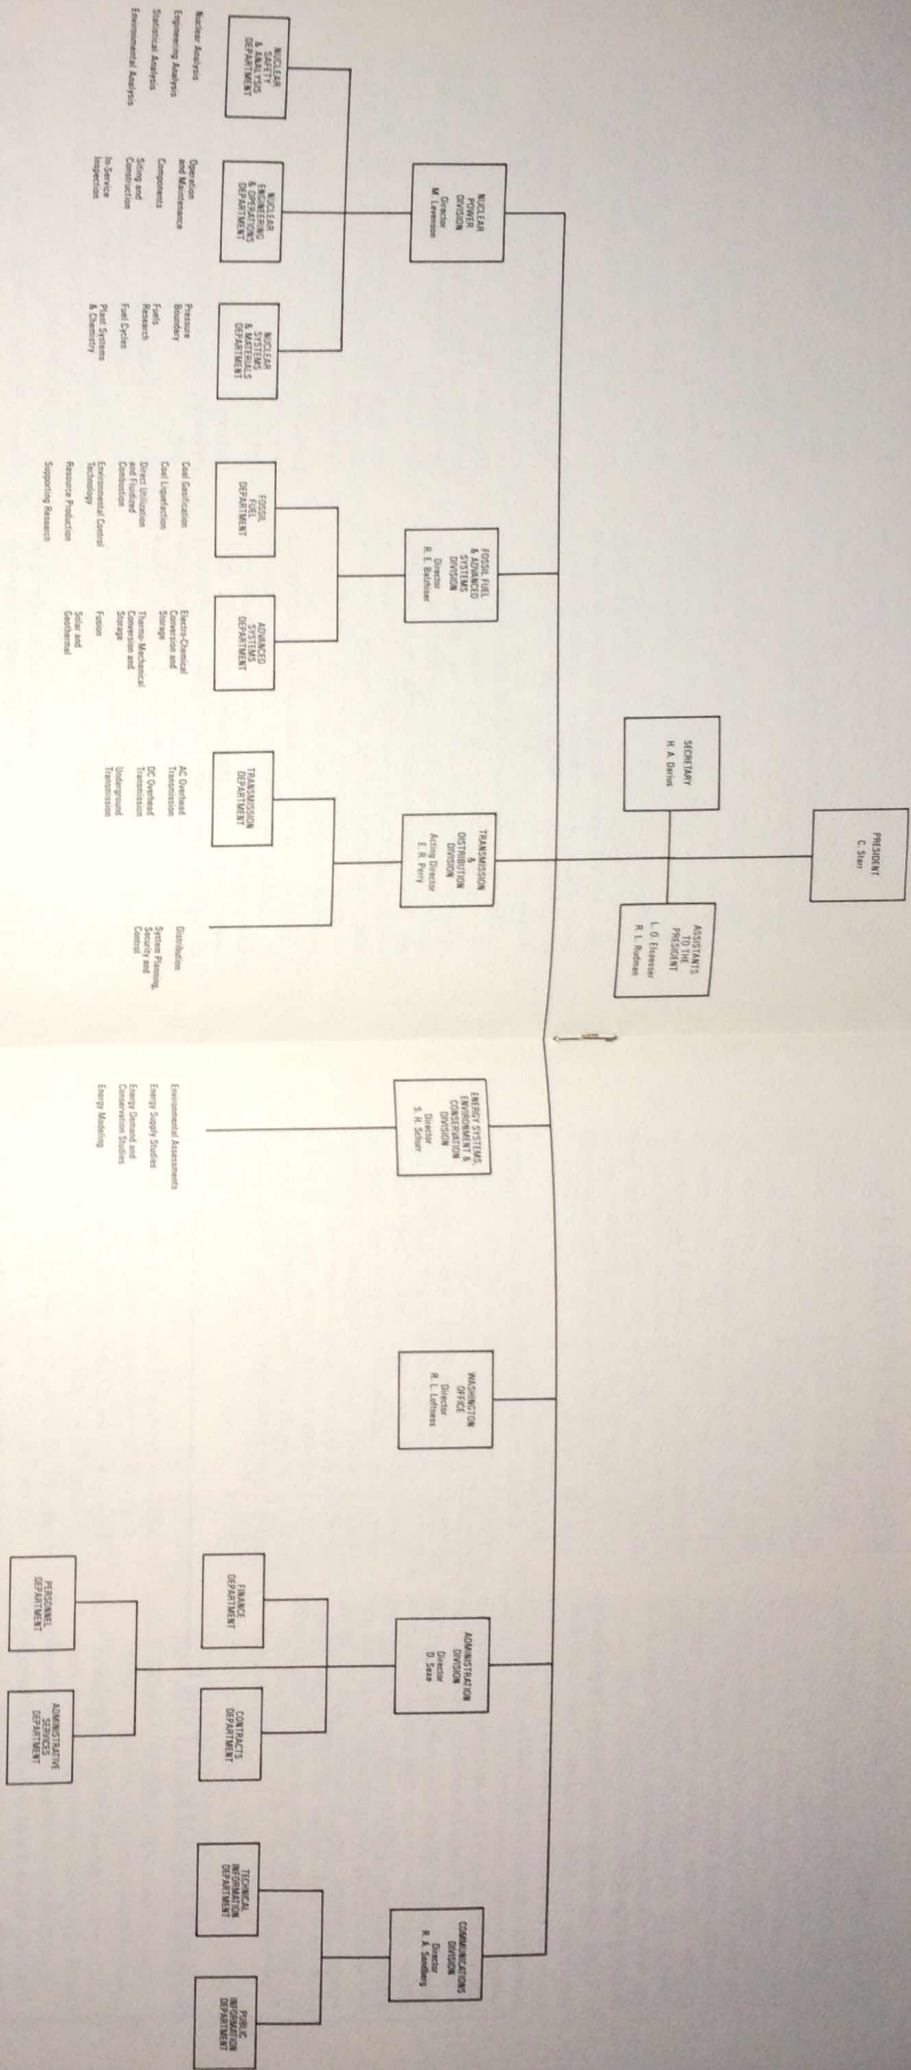 PRESIDENT
C. Starr
SECRETARY
H. A. Darius
ASSISTANTS
TO THE
PRESIDENT
L. O. Elsaesser
R. L. Rudman
NUCLEAR
POWER
DIVISION
Director
M. Levenson
FOSSIL FUEL
& ADVANCED
SYSTEMS
DIVISION
Director
R. E. Balzhiser
TRANSMISSION
&
DISTRIBUTION
DIVISION
Acting Director
E. R. Perry
ENERGY SYSTEMS,
ENVIRONMENT &
CONSERVATION
DIVISION
Director
S. H. Schurr
WASHINGTON
OFFICE
Director
R. L. Loftness
ADMINISTRATION
DIVISION
Director
D. Saxe
COMMUNICATIONS
DIVISION
Director
R. A. Sandberg
NUCLEAR
SAFETY
& ANALYSIS
DEPARTMENT
Nuclear Analysis
Engineering Analysis
Statistical Analysis
Environmental Analysis
NUCLEAR
ENGINEERING
& OPERATIONS
DEPARTMENT
Operation
and Maintenance
Components
Siting and
Construction
In-Service
Inspection
NUCLEAR
SYSTEMS
& MATERIALS
DEPARTMENT
Pressure
Boundary
Fuels
Research
Fuel Cycles
Plant Systems
& Chemistry
FOSSIL
FUEL
DEPARTMENT
Coal Gasification
Coal Liquefaction
Direct Utilization
and Fluidized
Combustion
Environmental Control
Technology
Resource Production
Supporting Research
ADVANCED
SYSTEMS
DEPARTMENT
Electro-Chemical
Conversion and
Storage
Thermo-Mechanical
Conversion and
Storage
Fusion
Solar and
Geothermal
TRANSMISSION
DEPARTMENT
AC Overhead
Transmission
DC Overhead
Transmission
Underground
Transmission
Distribution
System Planning,
Security and
Control
Environmental Assessments
Energy Supply Studies
Energy Demand and
Conservation Studies
Energy Modeling
FINANCE
DEPARTMENT
CONTRACTS
DEPARTMENT
PERSONNEL
DEPARTMENT
ADMINISTRATIVE
SERVICES
DEPARTMENT
TECHNICAL
INFORMATION
DEPARTMENT
PUBLIC
INFORMATION
DEPARTMENT